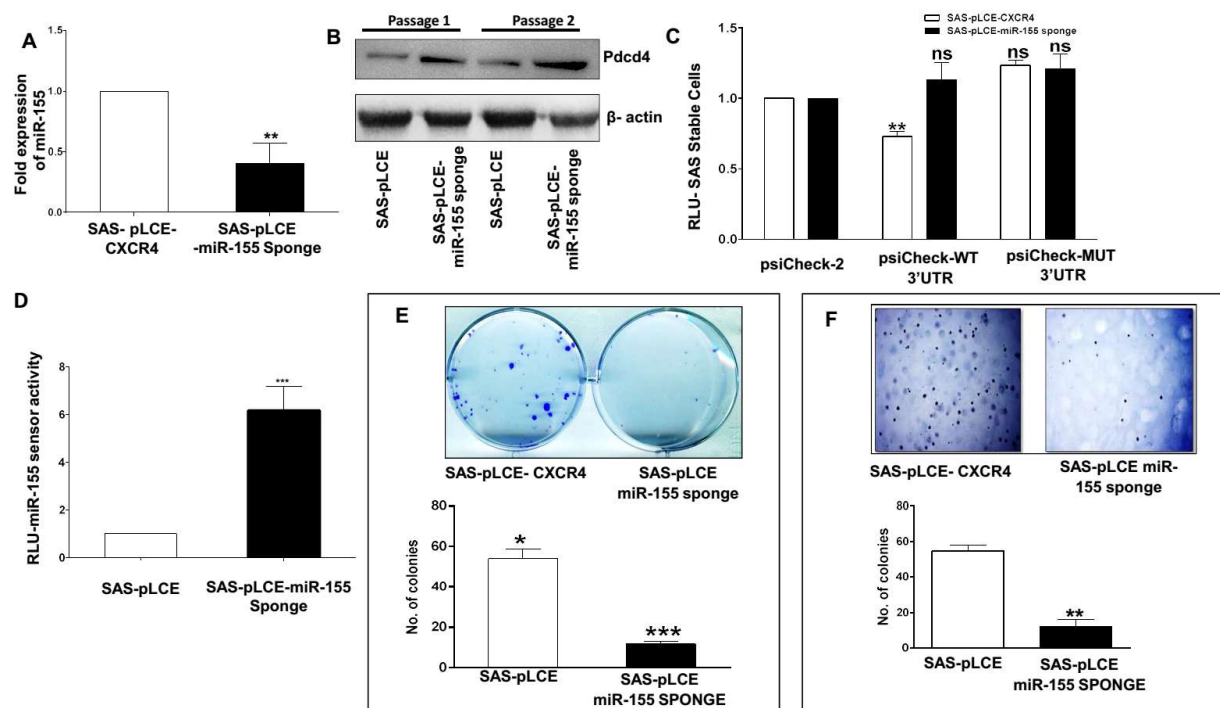 A
Fold expression
of miR-155
1.5
1.0
0.5
0.0
**
SAS- pLCE-
CXCR4
SAS-pLCE
-miR-155 Sponge
B
Passage 1
Passage 2
Pdcd4
β- actin
SAS-pLCE
SAS-pLCE-
miR-155 sponge
SAS-pLCE
SAS-pLCE-
miR-155 sponge
C
SAS-pLCE-CXCR4
SAS-pLCE-miR-155 sponge
RLU- SAS Stable Cells
1.5
1.0
0.5
0.0
**
ns
ns
ns
psiCheck-2
psiCheck-WT
3’UTR
psiCheck-MUT
3’UTR
D
RLU-miR-155 sensor activity
8
6
4
2
0
***
SAS-pLCE
SAS-pLCE-miR-155
Sponge
E
SAS-pLCE- CXCR4
SAS-pLCE
miR-155 sponge
No. of colonies
80
60
40
20
0
*
***
SAS-pLCE
SAS-pLCE
miR-155 SPONGE
F
SAS-pLCE- CXCR4
SAS-pLCE miR-
155 sponge
No. of colonies
80
60
40
20
0
**
SAS-pLCE
SAS-pLCE
miR-155 SPONGE